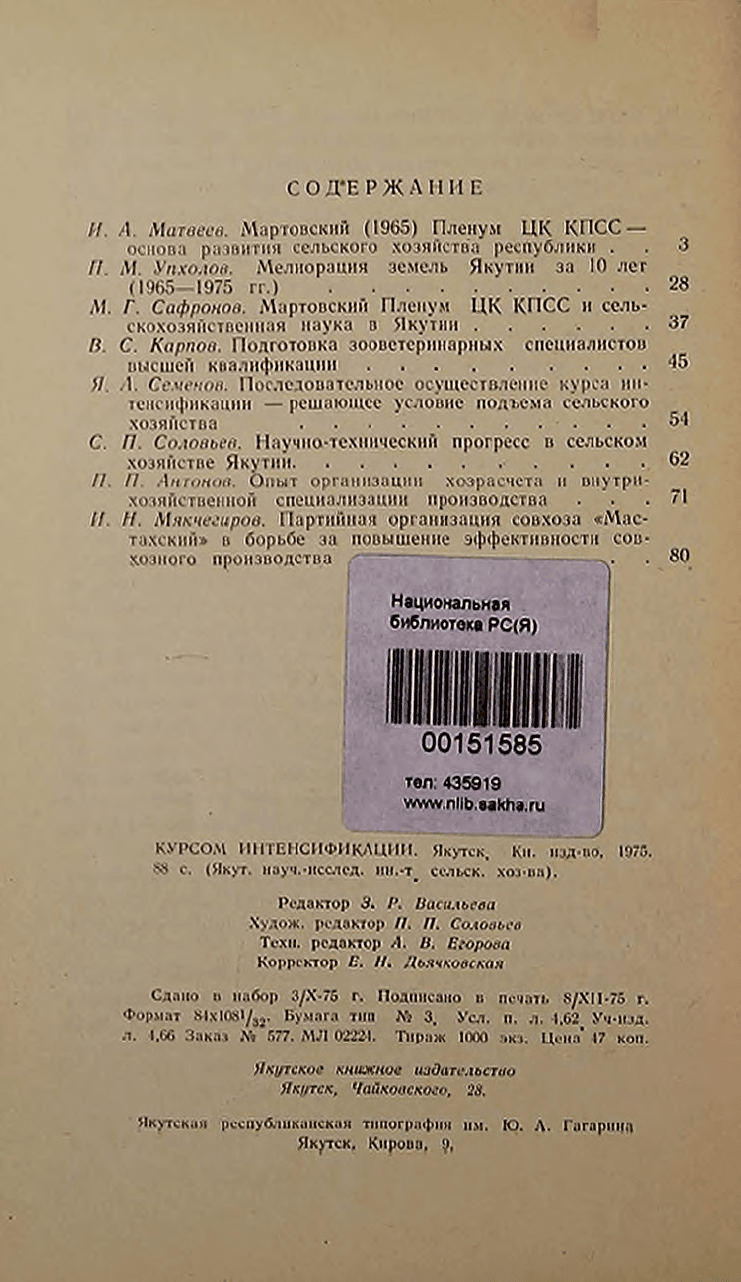 СОДЕРЖАНИЕ
И. А. Матвеев. Мартовский (1965) Пленум ЦК КПСС —
основа развития сельского хозяйства республики . . 3
П. М. Упхолов. Мелиорация земель Якутии за 10 лет
(1965—1975 гг.) . . . . . . . . . 28
М. Г. Сафронов. Мартовский Пленум ЦК КПСС и сель-
скохозяйственная наука в Якутии . . . . . . 37
В. С. Карпов. Подготовка зооветеринарных специалистов
высшей квалификации . . . . . . . . 45
Я. А. Семенов. Последовательное осуществление курса ин-
тенсификации — решающее условие подъема сельского
хозяйства . . . . . . . . . . 54
С. П. Соловьев. Научно-технический прогресс в сельском
хозяйстве Якутии. . . . . . . . . . 62
П. П. Антонов. Опыт организации хозрасчета и внутри-
хозяйственной специализации производства . . . 71
И. Н. Мякчегиров. Партийная организация совхоза «Мас-
тахский» в борьбе за повышение эффективности сов-
хозного производства . . 80
Национальная
библиотека РС(Я)
00151585
тел: 435919
www.nlib.sakha.ru
КУРСОМ ИНТЕНСИФИКАЦИИ. Якутск, Кн. изд-во, 1975.
88 с. (Якут. науч.-исслед. ин.-т. сельск. хоз-ва).
Редактор З. Р. Васильева
Худож. редактор П. П. Соловьев
Техн. редактор А. В. Егорова
Корректор Е. Н. Дьячковская
Сдано в набор 3/X-75 г. Подписано в печать 8/XII-75 г.
Формат 84х108 1/32. Бумага тип № 3. Усл. п. л. 4,62. Уч-изд.
л. 4,66 Заказ № 577. МЛ 02224. Тираж 1000 экз. Цена 47 коп.
Якутское книжное издательство
Якутск, Чайковского, 28.
Якутская республиканская типография им. Ю. А. Гагарина
Якутск, Кирова, 9,